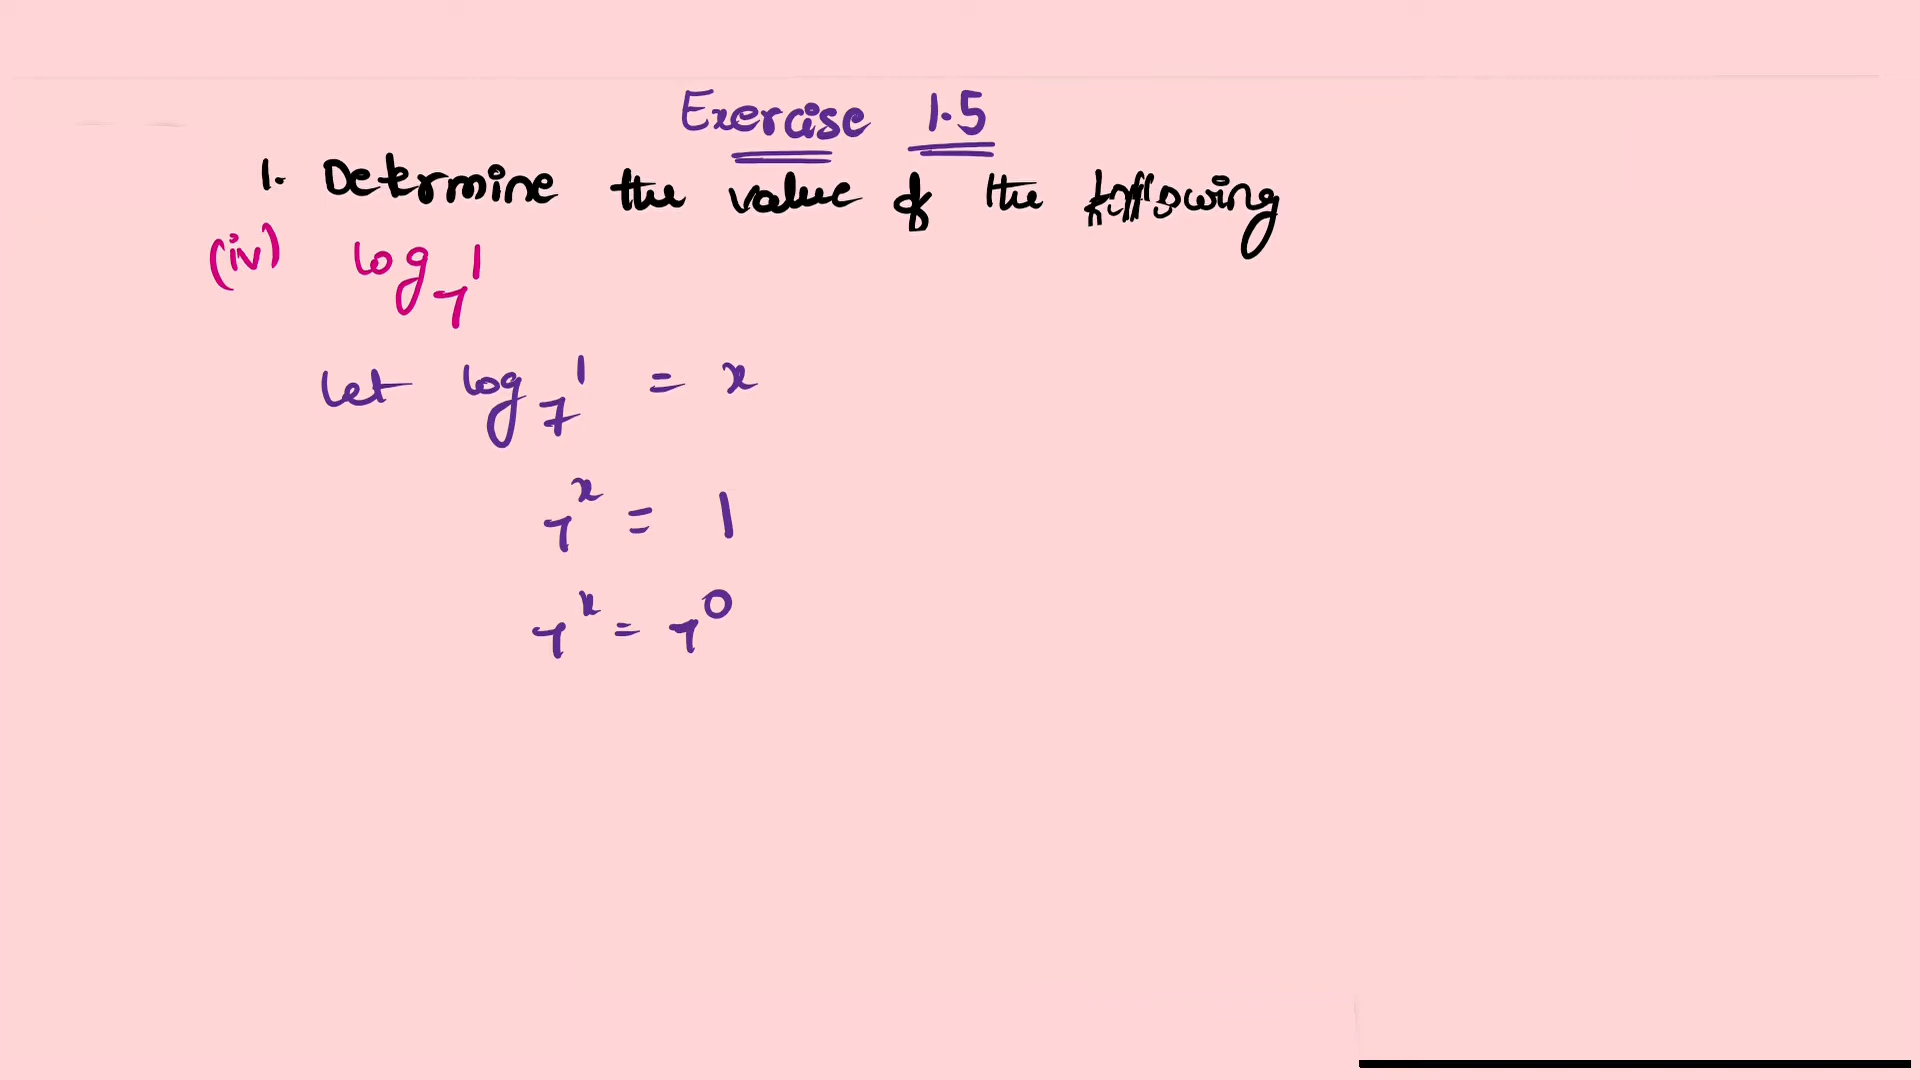 Exercise 1.5
1. Determine the value of the following
(iv) log₇1
let log₇1 = x
7ˣ = 1
7ˣ = 7⁰